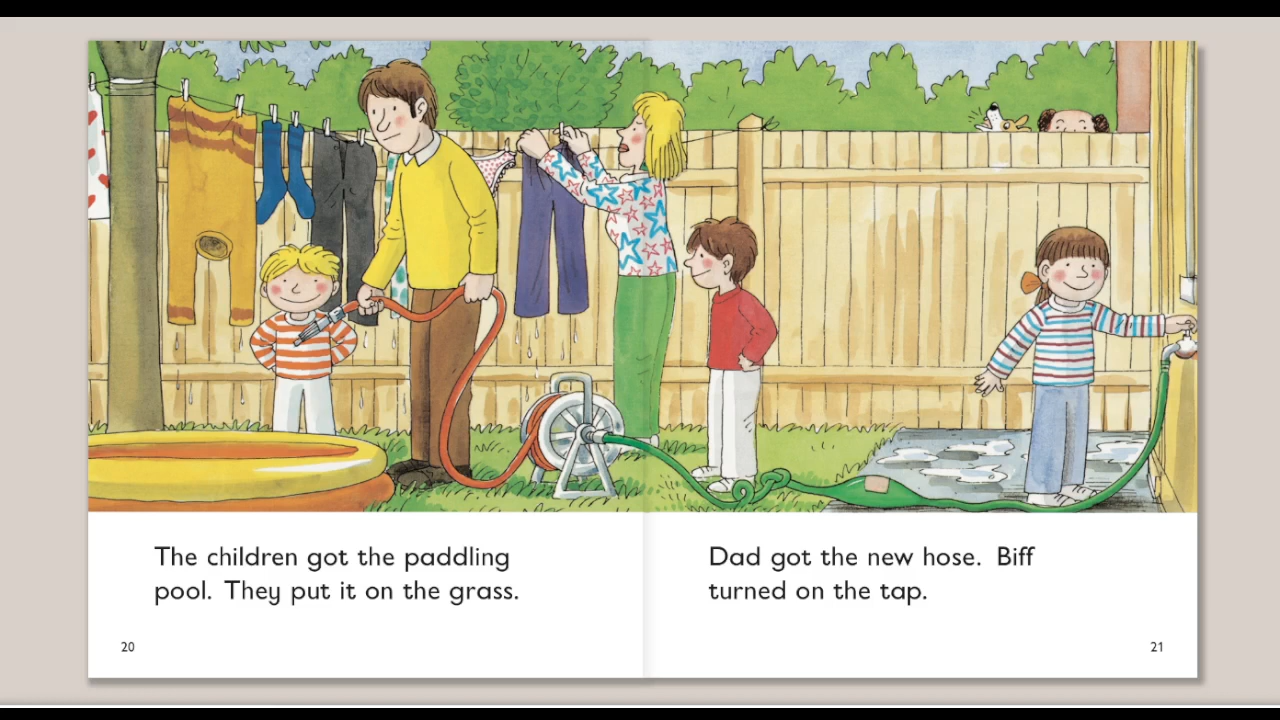 The children got the paddling
pool. They put it on the grass.
20
Dad got the new hose. Biff
turned on the tap.
21